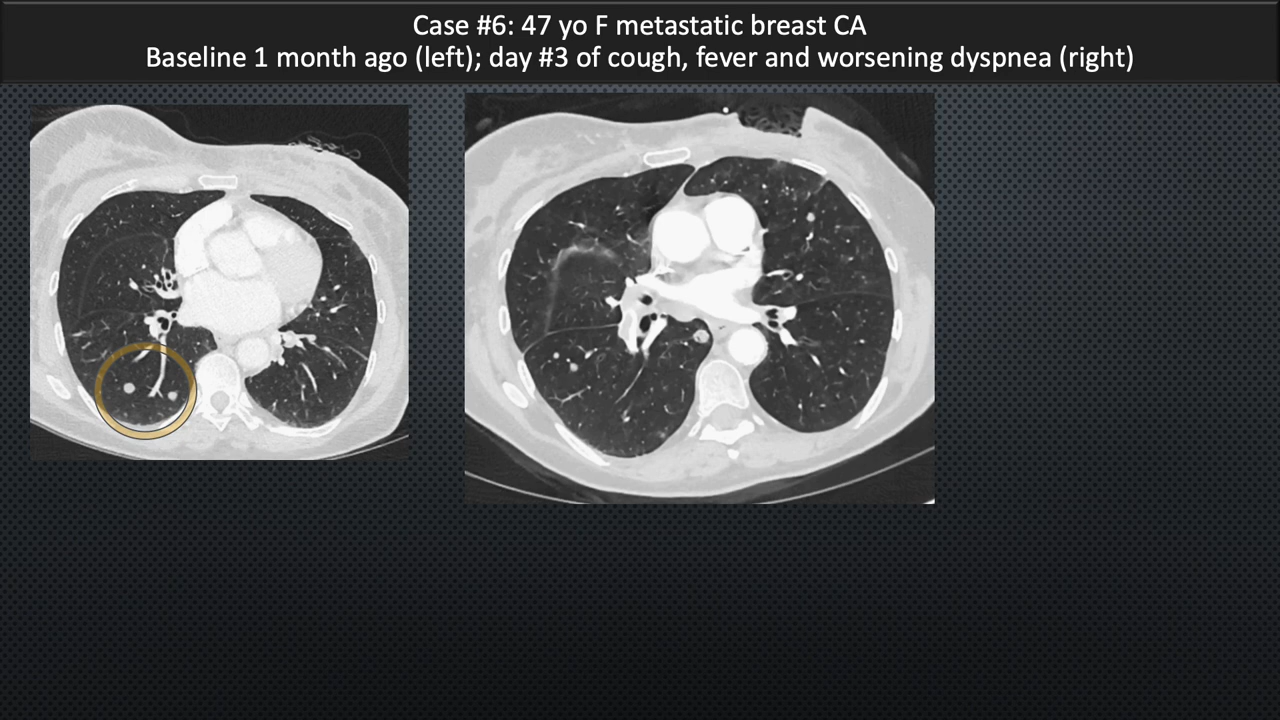 Case #6: 47 yo F metastatic breast CA
Baseline 1 month ago (left); day #3 of cough, fever and worsening dyspnea (right)